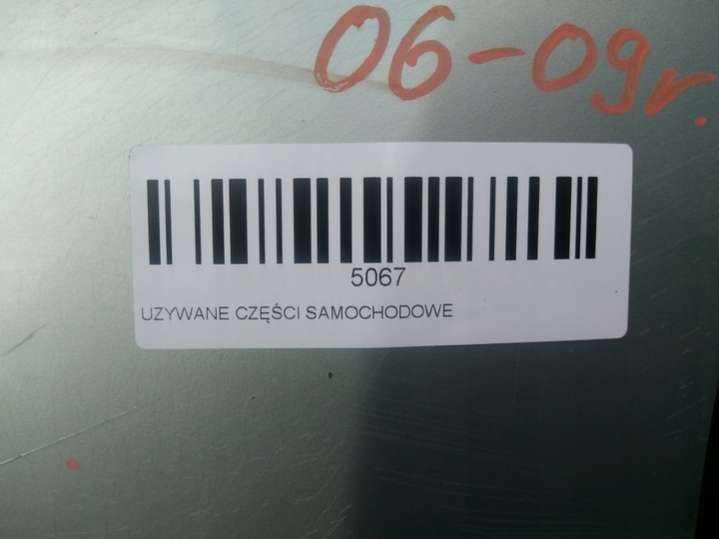 06-09r.
5067
UZYWANE CZĘŚCI SAMOCHODOWE